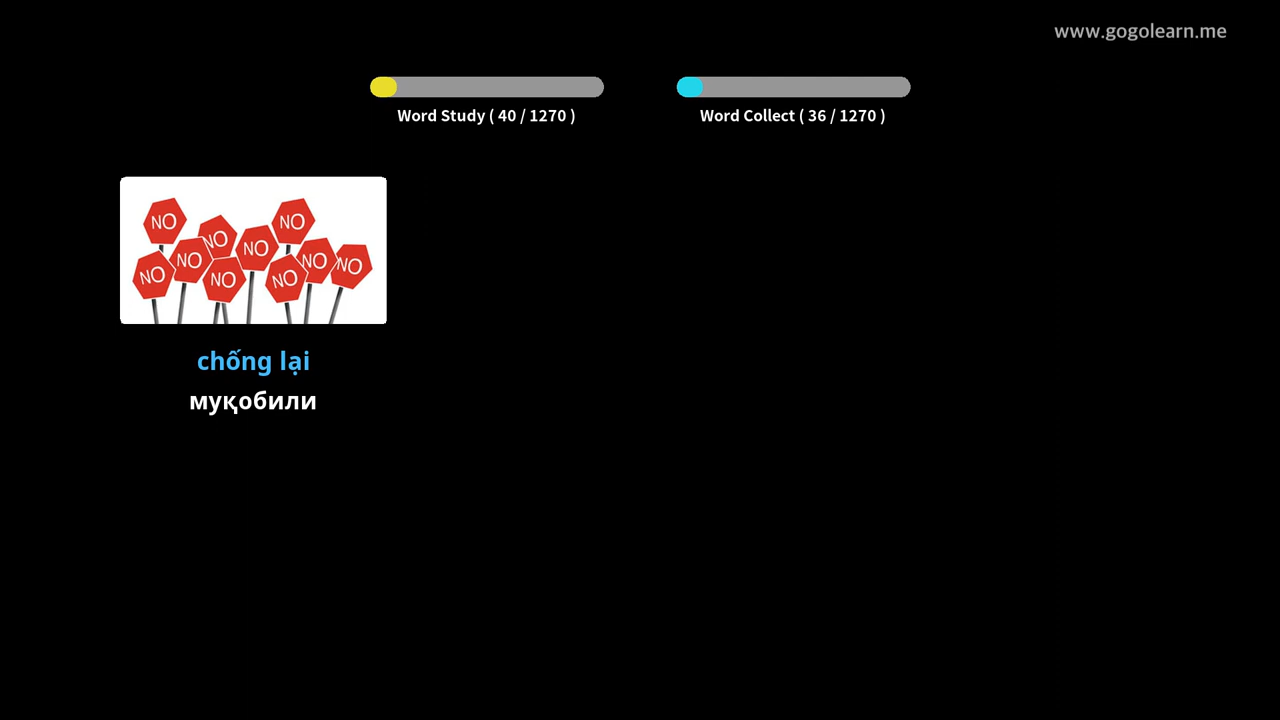 www.gogolearn.me
Word Study ( 40 / 1270 )
Word Collect ( 36 / 1270 )
NO
NO
NO
NO
NO
NO
NO
NO
NO
NO
chống lại
муқобили